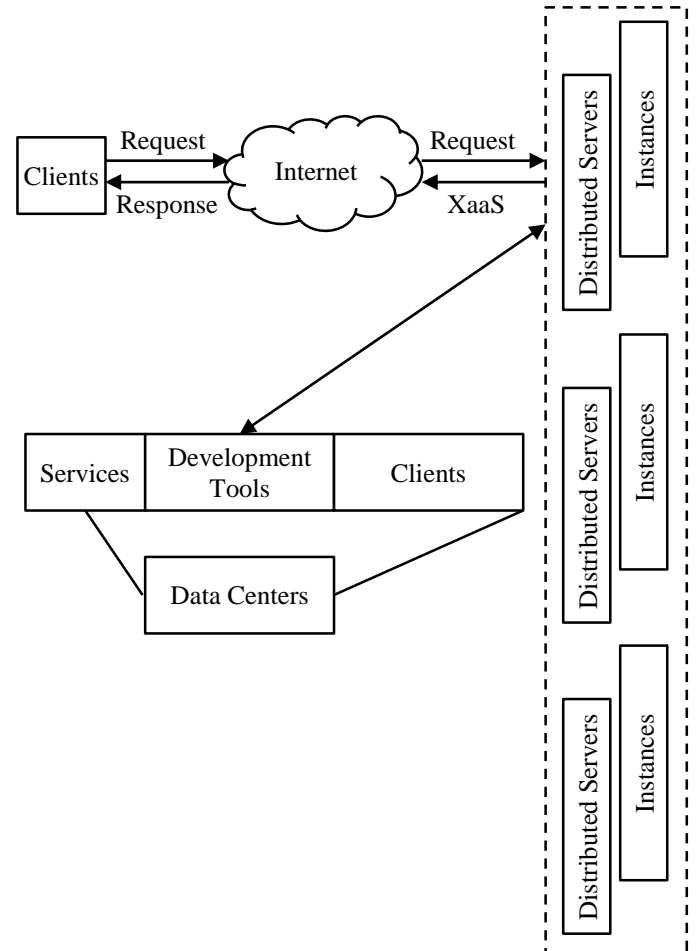 Request
Request
Clients
Internet
Response
XaaS
Distributed Servers
Instances
Services
Development
Tools
Clients
Data Centers
Distributed Servers
Instances
Distributed Servers
Instances